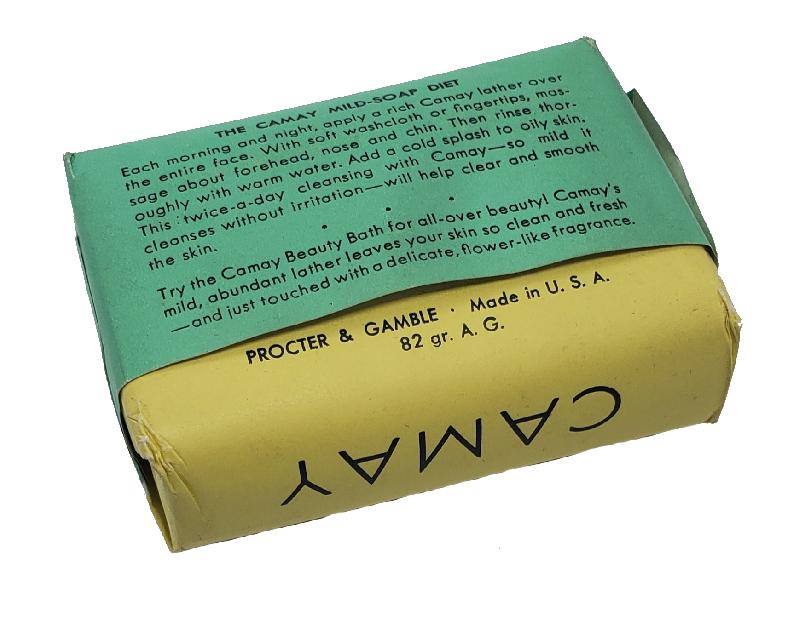 THE CAMAY MILD-SOAP DIET
Each morning and night, apply a rich Camay lather over
the entire face. With soft washcloth or fingertips, mas-
sage about forehead, nose and chin. Then rinse thor-
oughly with warm water. Add a cold splash to oily skin.
This twice-a-day cleansing with Camay—so mild it
cleanses without irritation—will help clear and smooth
the skin.
Try the Camay Beauty Bath for all-over beauty! Camay's
mild, abundant lather leaves your skin so clean and fresh
—and just touched with a delicate, flower-like fragrance.
PROCTER & GAMBLE · Made in U. S. A.
82 gr. A. G.
CAMAY